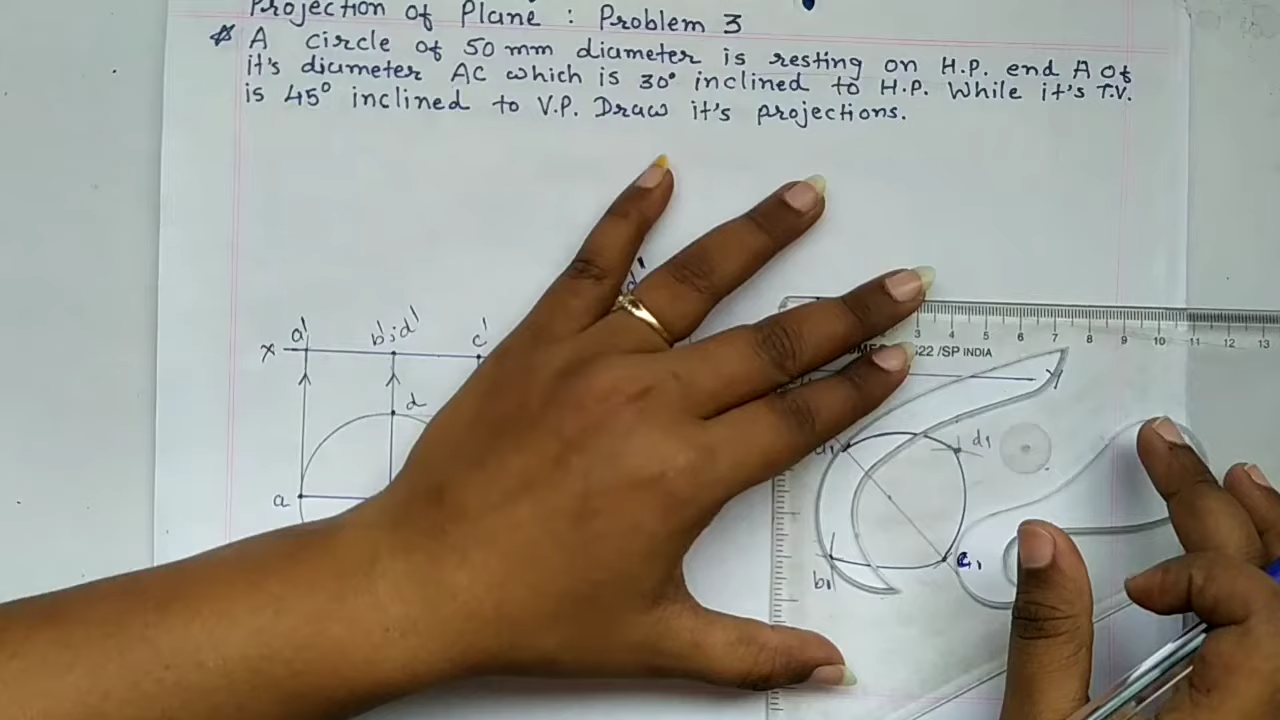 Projection of Plane : Problem 3
A circle of 50 mm diameter is resting on H.P. end A of
it's diameter AC which is 30° inclined to H.P. While it's T.V.
is 45° inclined to V.P. Draw it's projections.
d"
x a' b';d' c'
3 4 5 6 7 8 9 10 11 12 13
522 /SP INDIA
Y
d
d1
a
c1
b1